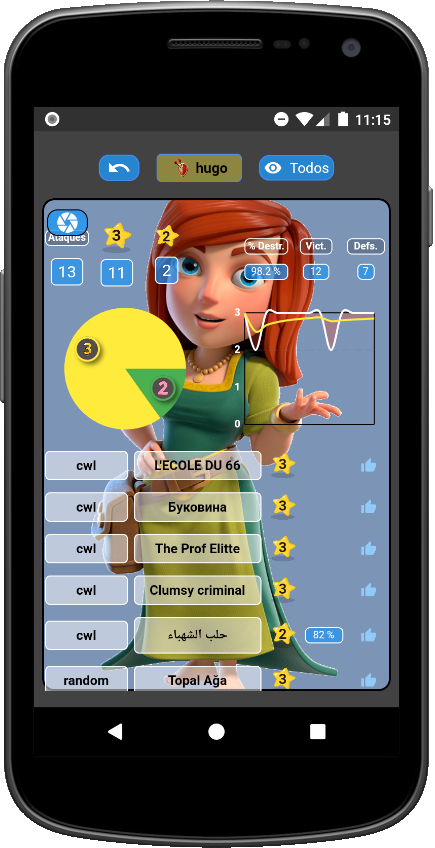 11:15
hugo
Todos
Ataques
3
2
% Destr.
Vict.
Defs.
13
11
2
98.2 %
12
7
3
2
3
2
1
0
cwl
L'ECOLE DU 66
3
cwl
Буковина
3
cwl
The Prof Elitte
3
cwl
Clumsy criminal
3
cwl
حلب الشهباء
2
82 %
random
Topal Ağa
3